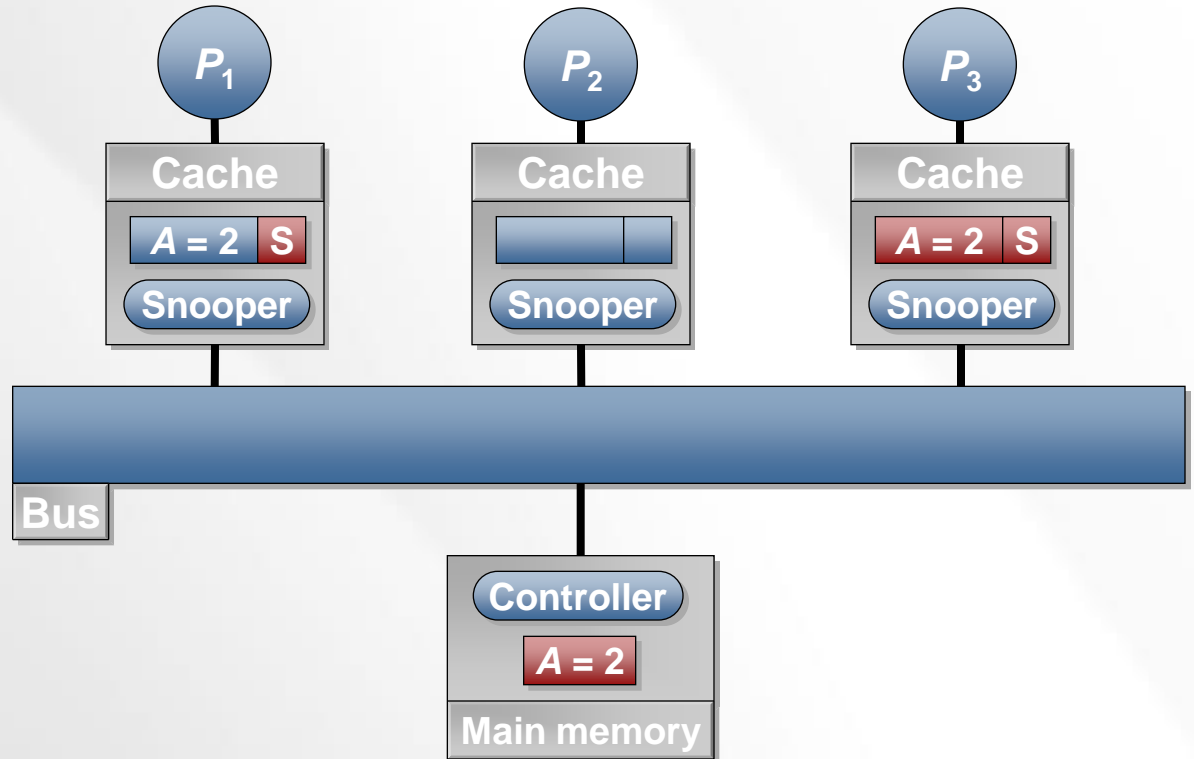 P1
P2
P3
Cache
Cache
Cache
A = 2 S
A = 2 S
Snooper
Snooper
Snooper
Bus
Controller
A = 2
Main memory